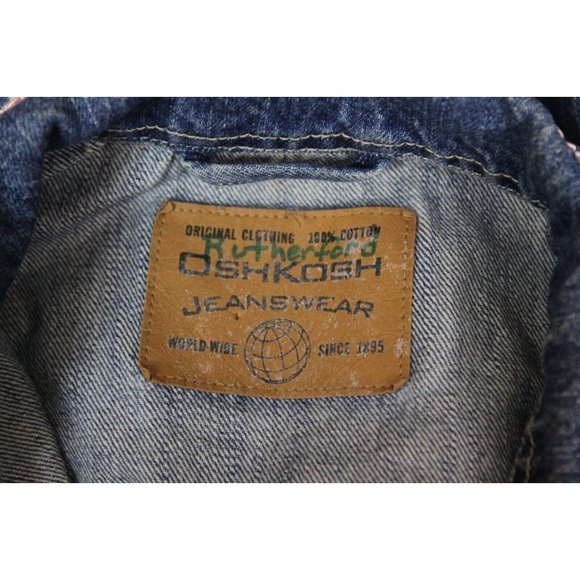 ORIGINAL CLOTHING 100% COTTON
Rutherford
OSHKOSH
JEANSWEAR
WORLD-WIDE SINCE 1895